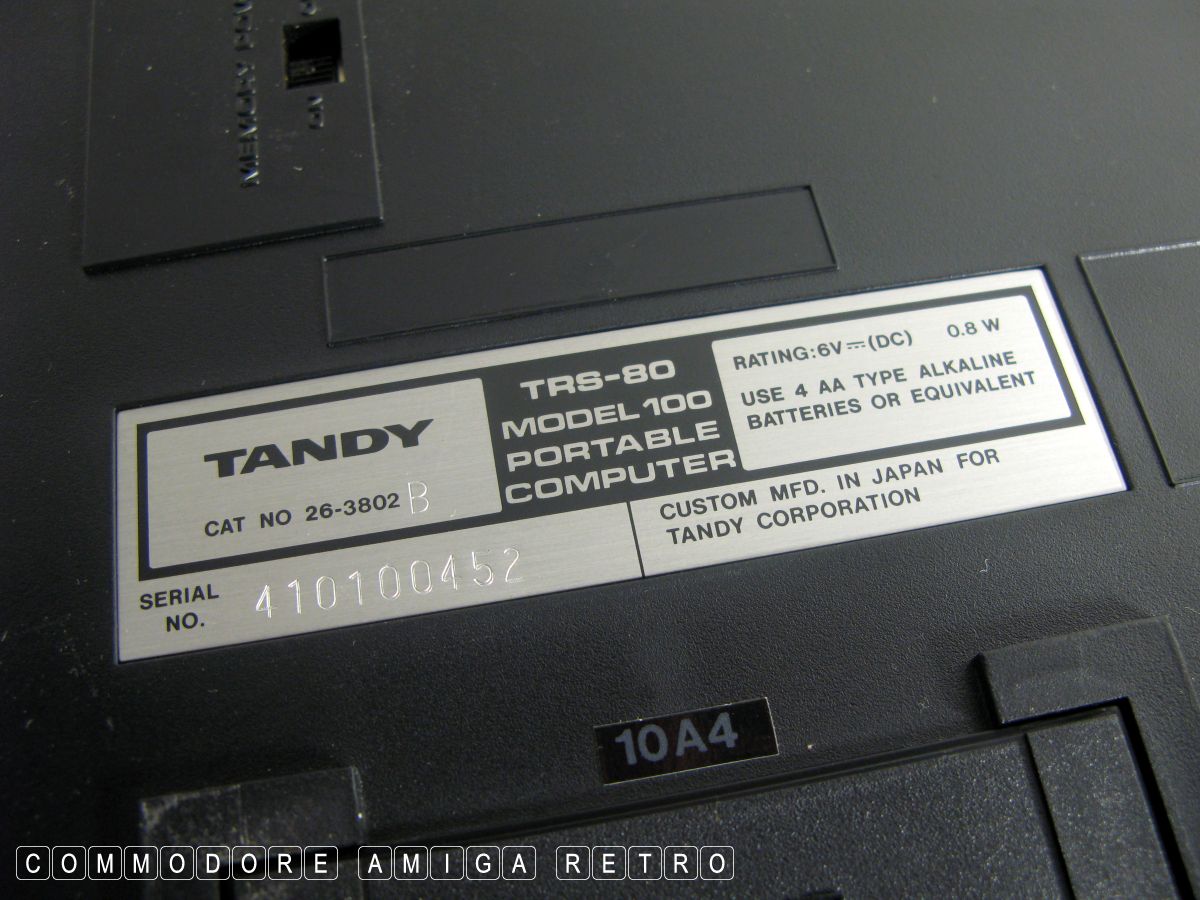 TANDY
CAT NO 26-3802 B
TRS-80
MODEL 100
PORTABLE
COMPUTER
RATING:6V⎓(DC) 0.8 W
USE 4 AA TYPE ALKALINE
BATTERIES OR EQUIVALENT
SERIAL
NO.
410100452
CUSTOM MFD. IN JAPAN FOR
TANDY CORPORATION
10A4
MEMORY
COMMODORE AMIGA RETRO